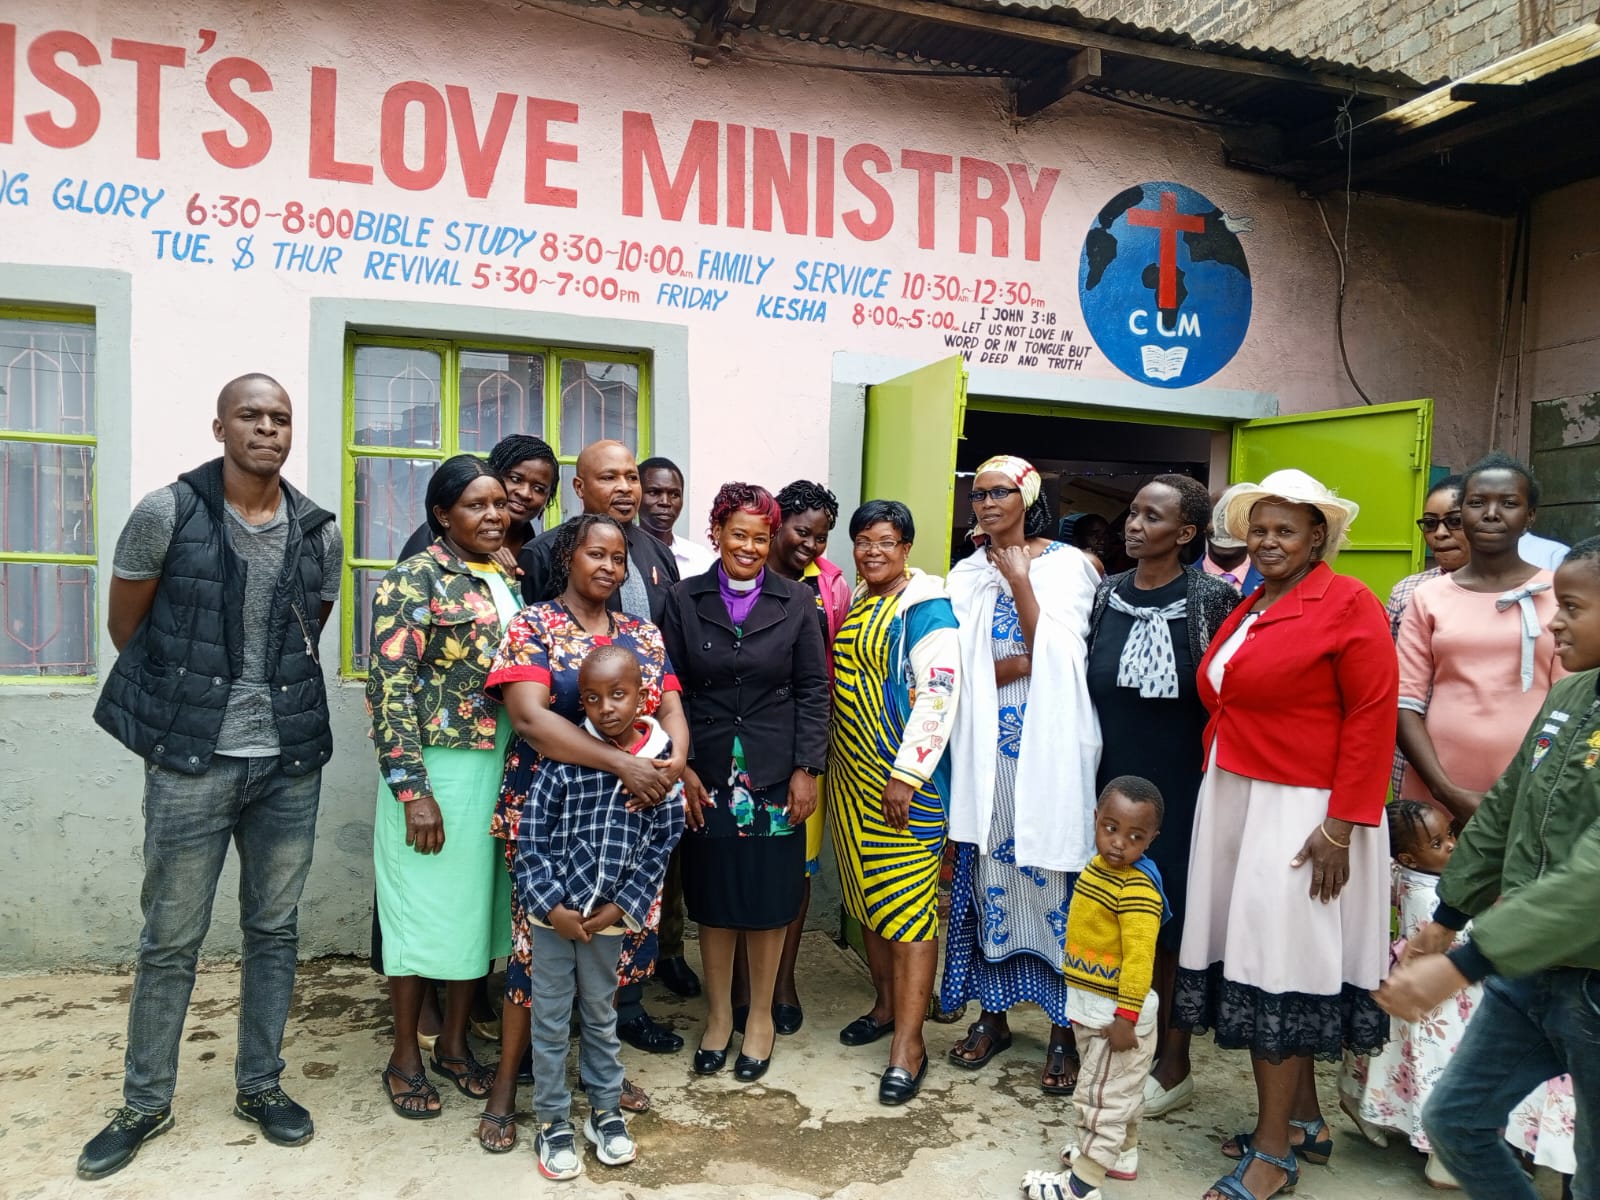 IST'S LOVE MINISTRY
NG GLORY 6:30~8:00 BIBLE STUDY 8:30~10:00am FAMILY SERVICE 10:30am~12:30pm
TUE. $ THUR REVIVAL 5:30~7:00pm FRIDAY KESHA 8:00pm~5:00am
1 JOHN 3:18
LET US NOT LOVE IN
WORD OR IN TONGUE BUT
IN DEED AND TRUTH
CLM